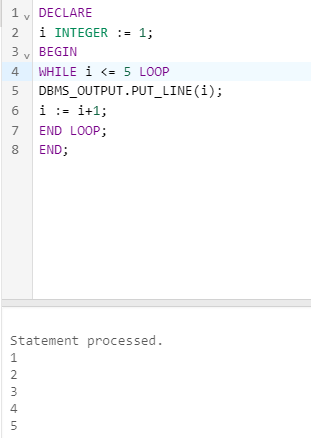 1 DECLARE
2 i INTEGER := 1;
3 BEGIN
4 WHILE i <= 5 LOOP
5 DBMS_OUTPUT.PUT_LINE(i);
6 i := i+1;
7 END LOOP;
8 END;
Statement processed.
1
2
3
4
5